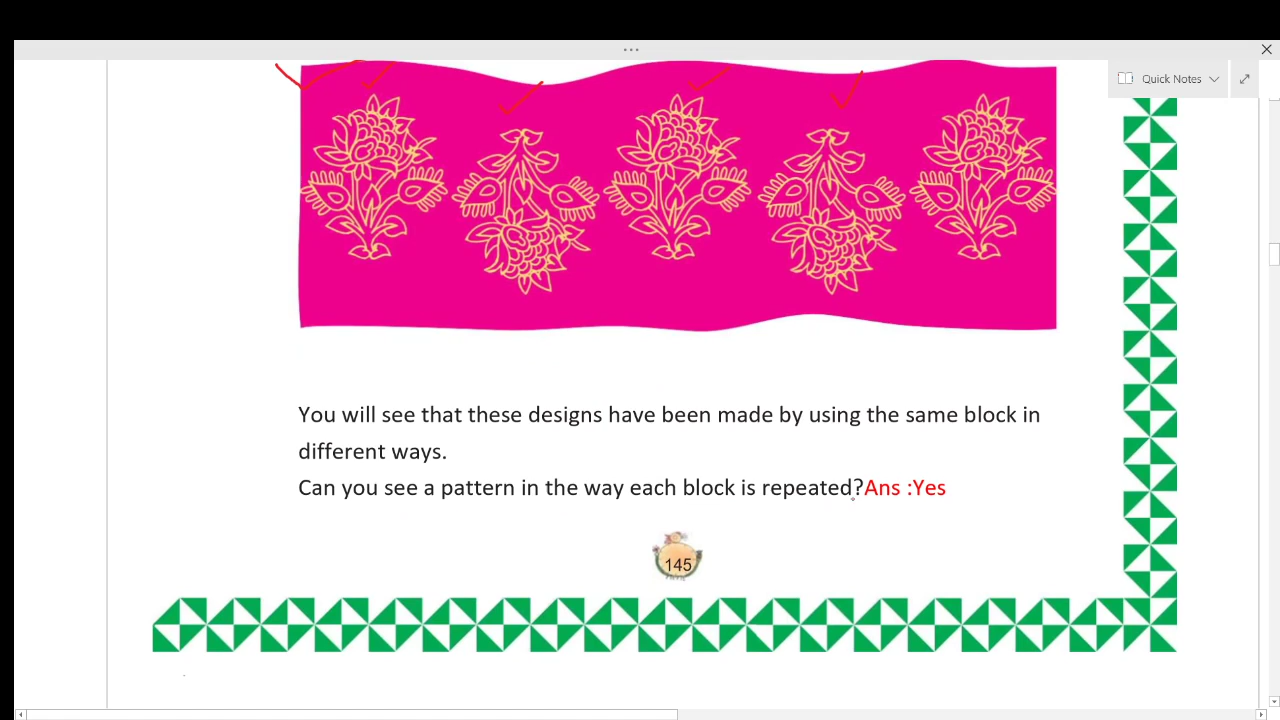 Quick Notes
You will see that these designs have been made by using the same block in
different ways.
Can you see a pattern in the way each block is repeated?Ans :Yes
145